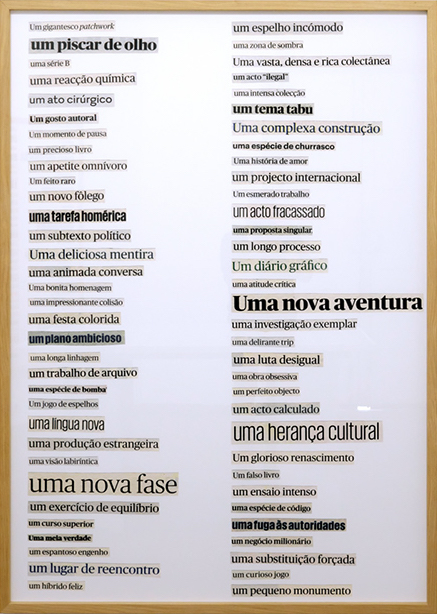 Um gigantesco patchwork
um piscar de olho
uma série B
uma reacção química
um ato cirúrgico
Um gosto autoral
Um momento de pausa
um precioso livro
um apetite omnívoro
Um feito raro
um novo fôlego
uma tarefa homérica
um subtexto político
Uma deliciosa mentira
uma animada conversa
Uma bonita homenagem
uma impressionante colisão
uma festa colorida
um plano ambicioso
uma longa linhagem
um trabalho de arquivo
uma espécie de bomba
Um jogo de espelhos
uma língua nova
uma produção estrangeira
uma visão labiríntica
uma nova fase
um exercício de equilíbrio
um curso superior
Uma meia verdade
um espantoso engenho
um lugar de reencontro
um híbrido feliz
um espelho incómodo
uma zona de sombra
Uma vasta, densa e rica colectânea
um acto “ilegal”
uma intensa colecção
um tema tabu
Uma complexa construção
uma espécie de churrasco
Uma história de amor
um projecto internacional
Um esmerado trabalho
um acto fracassado
uma proposta singular
um longo processo
Um diário gráfico
uma atitude crítica
Uma nova aventura
uma investigação exemplar
uma delirante trip
uma luta desigual
uma obra obsessiva
um perfeito objecto
um acto calculado
uma herança cultural
Um glorioso renascimento
Um falso livro
um ensaio intenso
uma espécie de código
uma fuga às autoridades
um negócio milionário
uma substituição forçada
um curioso jogo
um pequeno monumento